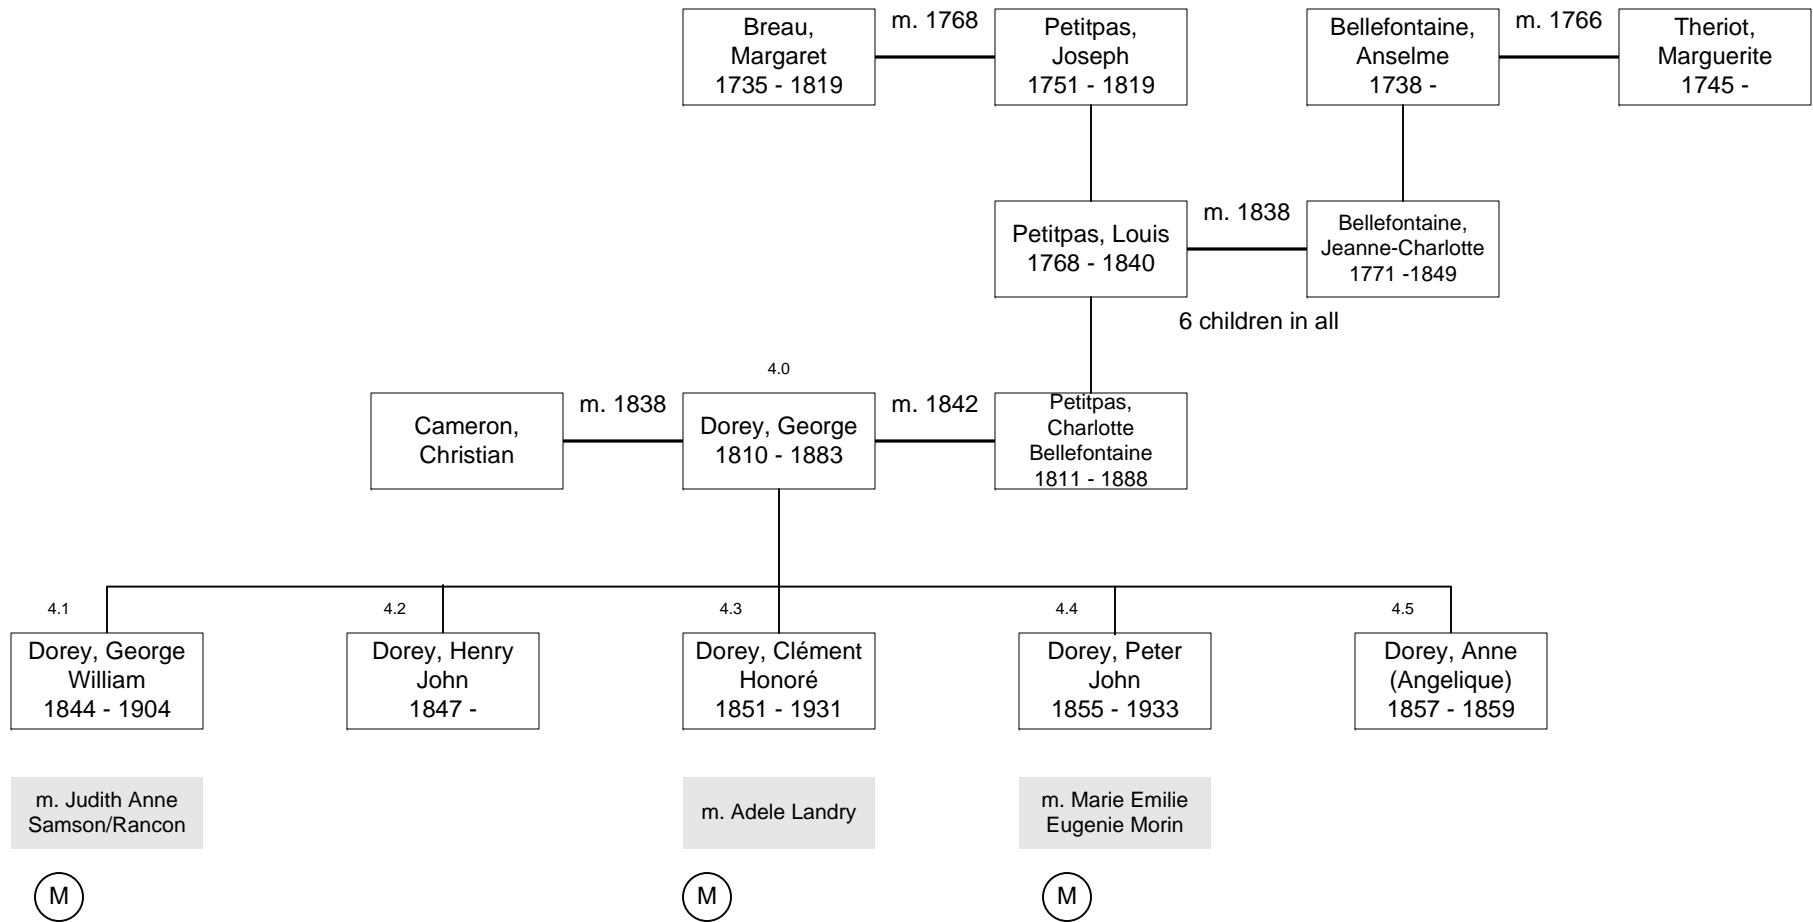 Breau,
Margaret
1735 - 1819
m. 1768
Petitpas,
Joseph
1751 - 1819
Bellefontaine,
Anselme
1738 -
m. 1766
Theriot,
Marguerite
1745 -
Petitpas, Louis
1768 - 1840
m. 1838
Bellefontaine,
Jeanne-Charlotte
1771 -1849
6 children in all
Cameron,
Christian
m. 1838
4.0
Dorey, George
1810 - 1883
m. 1842
Petitpas,
Charlotte
Bellefontaine
1811 - 1888
4.1
Dorey, George
William
1844 - 1904
4.2
Dorey, Henry
John
1847 -
4.3
Dorey, Clément
Honoré
1851 - 1931
4.4
Dorey, Peter
John
1855 - 1933
4.5
Dorey, Anne
(Angelique)
1857 - 1859
m. Judith Anne
Samson/Rancon
m. Adele Landry
m. Marie Emilie
Eugenie Morin
M
M
M